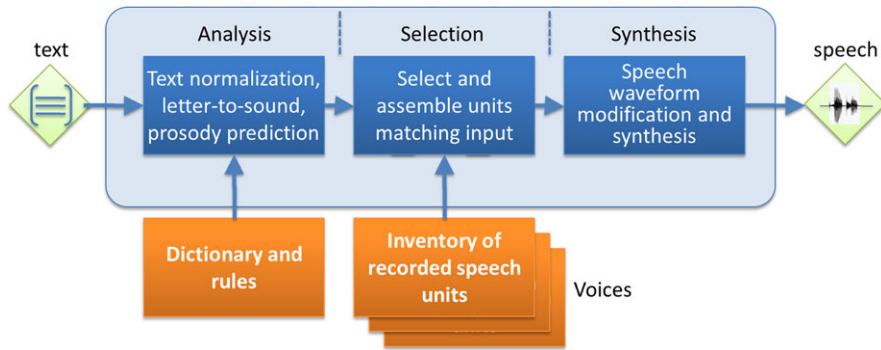 text
Analysis
Selection
Synthesis
speech
Text normalization,
letter-to-sound,
prosody prediction
Select and
assemble units
matching input
Speech
waveform
modification and
synthesis
Dictionary and
rules
Inventory of
recorded speech
units
Voices